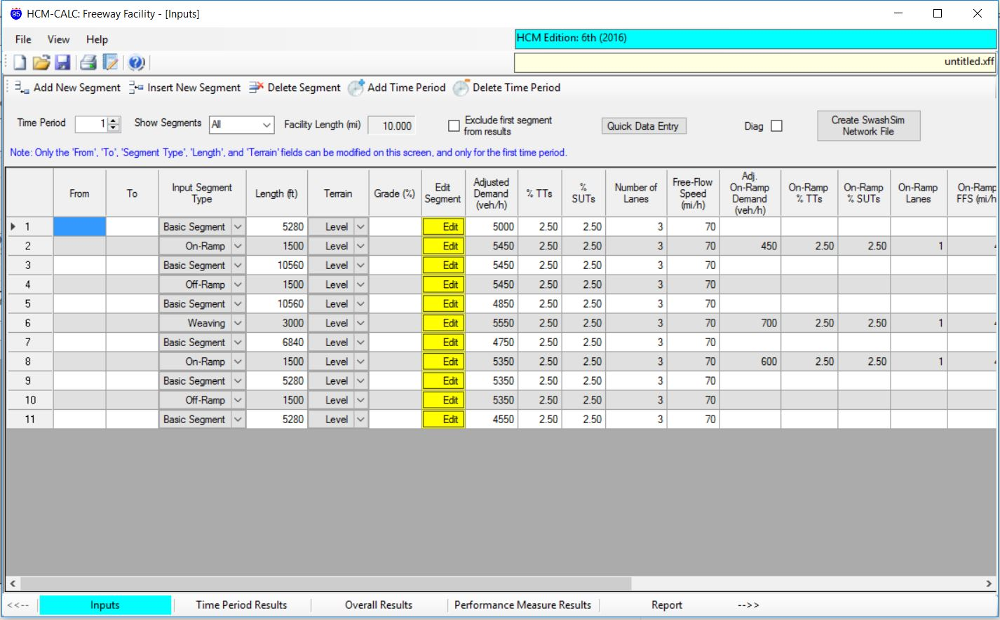 HCM-CALC: Freeway Facility - [Inputs]
File View Help
HCM Edition: 6th (2016)
untitled.xff
Add New Segment Insert New Segment Delete Segment Add Time Period Delete Time Period
Time Period 1 Show Segments All Facility Length (mi) 10.000 Exclude first segment from results Quick Data Entry Diag Create SwashSim Network File
Note: Only the 'From', 'To', 'Segment Type', 'Length', and 'Terrain' fields can be modified on this screen, and only for the first time period.
From To Input Segment Type Length (ft) Terrain Grade (%) Edit Segment Adjusted Demand (veh/h) % TTs % SUTs Number of Lanes Free-Flow Speed (mi/h) Adj. On-Ramp Demand (veh/h) On-Ramp % TTs On-Ramp % SUTs On-Ramp Lanes On-Ramp FFS (mi/h
1 Basic Segment 5280 Level Edit 5000 2.50 2.50 3 70
2 On-Ramp 1500 Level Edit 5450 2.50 2.50 3 70 450 2.50 2.50 1
3 Basic Segment 10560 Level Edit 5450 2.50 2.50 3 70
4 Off-Ramp 1500 Level Edit 5450 2.50 2.50 3 70
5 Basic Segment 10560 Level Edit 4850 2.50 2.50 3 70
6 Weaving 3000 Level Edit 5550 2.50 2.50 3 70 700 2.50 2.50 1
7 Basic Segment 6840 Level Edit 4750 2.50 2.50 3 70
8 On-Ramp 1500 Level Edit 5350 2.50 2.50 3 70 600 2.50 2.50 1
9 Basic Segment 5280 Level Edit 5350 2.50 2.50 3 70
10 Off-Ramp 1500 Level Edit 5350 2.50 2.50 3 70
11 Basic Segment 5280 Level Edit 4550 2.50 2.50 3 70
<<-- Inputs Time Period Results Overall Results Performance Measure Results Report -->>